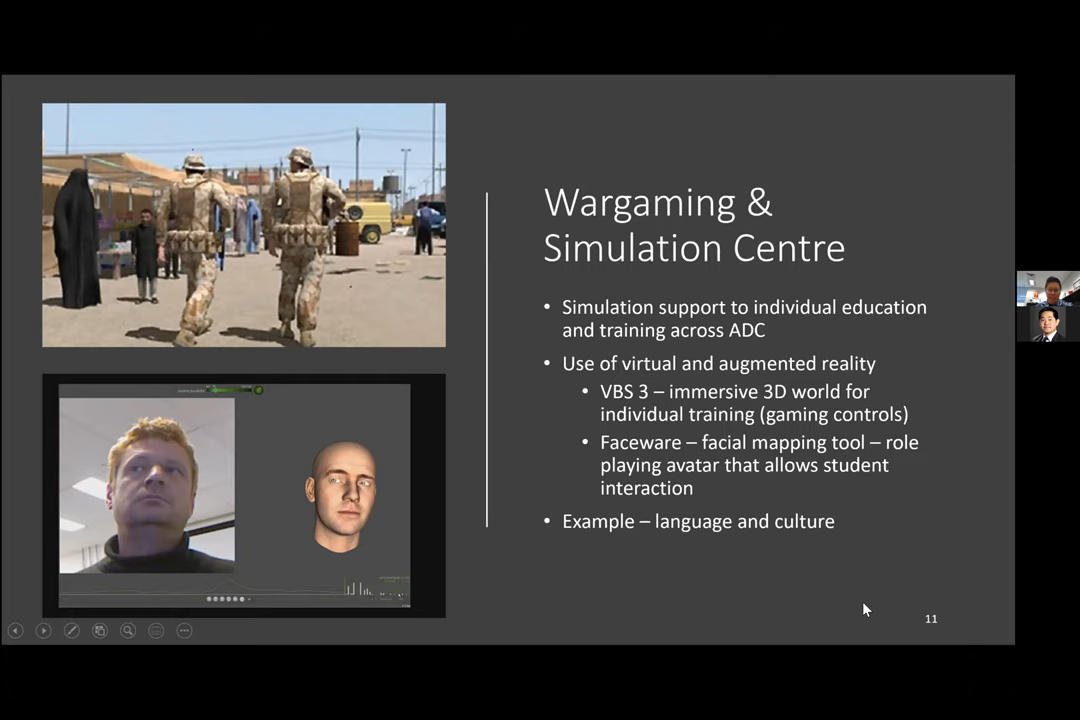 Wargaming &
Simulation Centre
• Simulation support to individual education
and training across ADC
• Use of virtual and augmented reality
• VBS 3 – immersive 3D world for
individual training (gaming controls)
• Faceware – facial mapping tool – role
playing avatar that allows student
interaction
• Example – language and culture
11